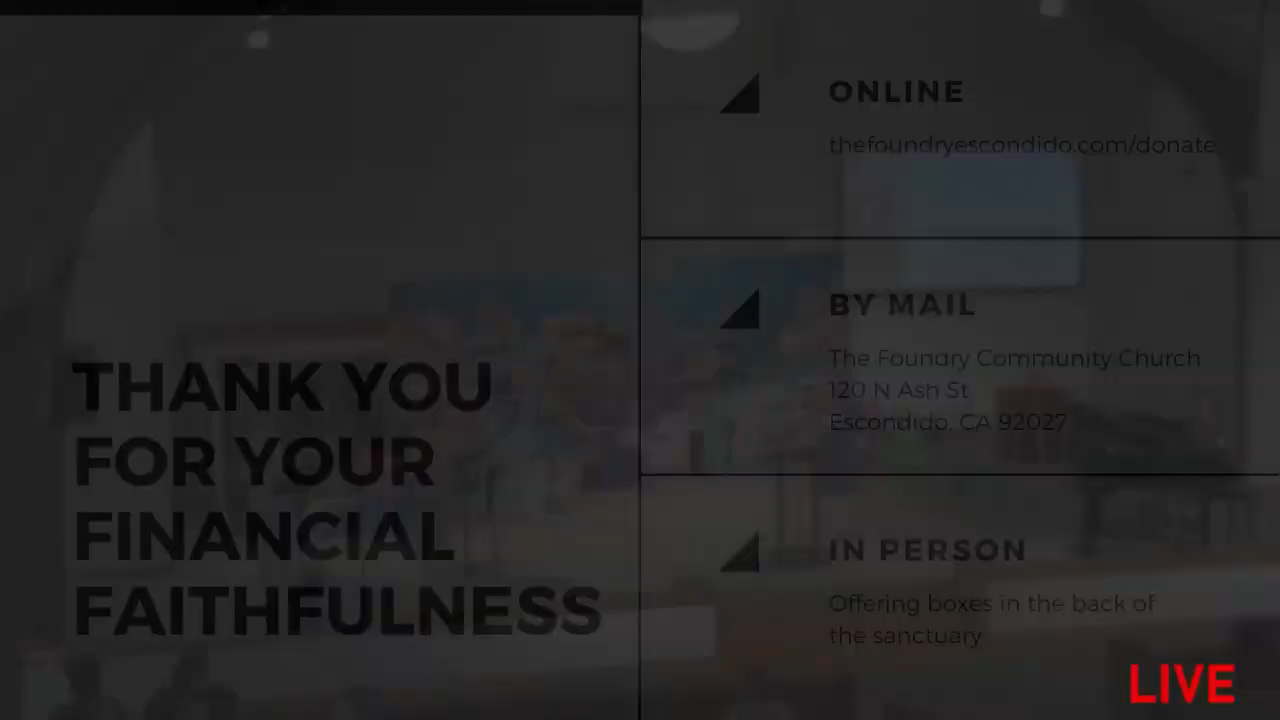 THANK YOU
FOR YOUR
FINANCIAL
FAITHFULNESS
ONLINE
thefoundryescondido.com/donate
BY MAIL
The Foundry Community Church
120 N Ash St
Escondido, CA 92027
IN PERSON
Offering boxes in the back of
the sanctuary
LIVE